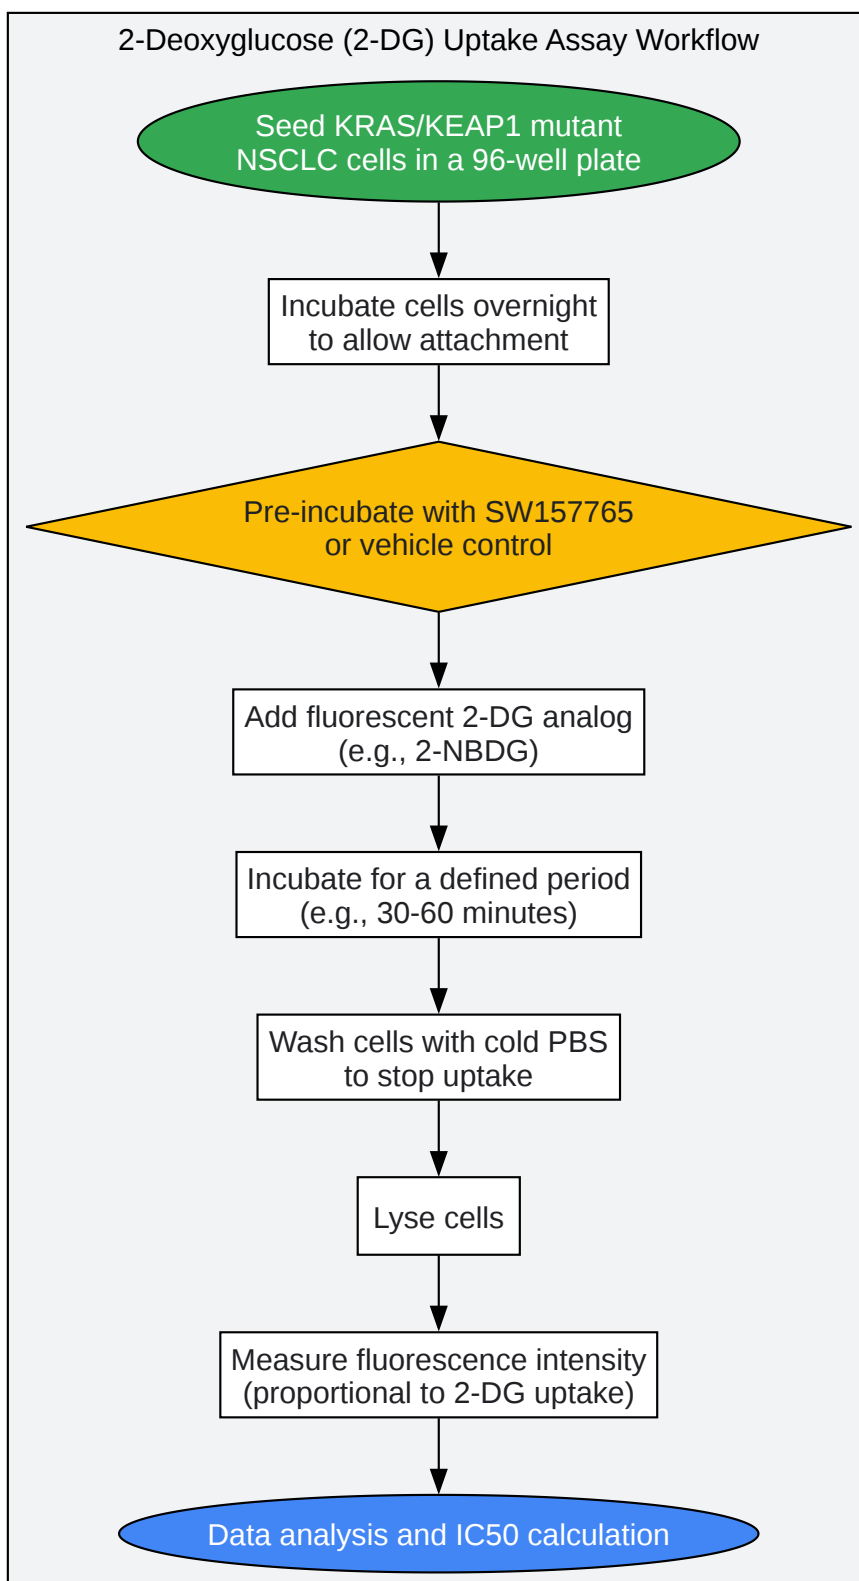 2-Deoxyglucose (2-DG) Uptake Assay Workflow
Seed KRAS/KEAP1 mutant
NSCLC cells in a 96-well plate
Incubate cells overnight
to allow attachment
Pre-incubate with SW157765
or vehicle control
Add fluorescent 2-DG analog
(e.g., 2-NBDG)
Incubate for a defined period
(e.g., 30-60 minutes)
Wash cells with cold PBS
to stop uptake
Lyse cells
Measure fluorescence intensity
(proportional to 2-DG uptake)
Data analysis and IC50 calculation